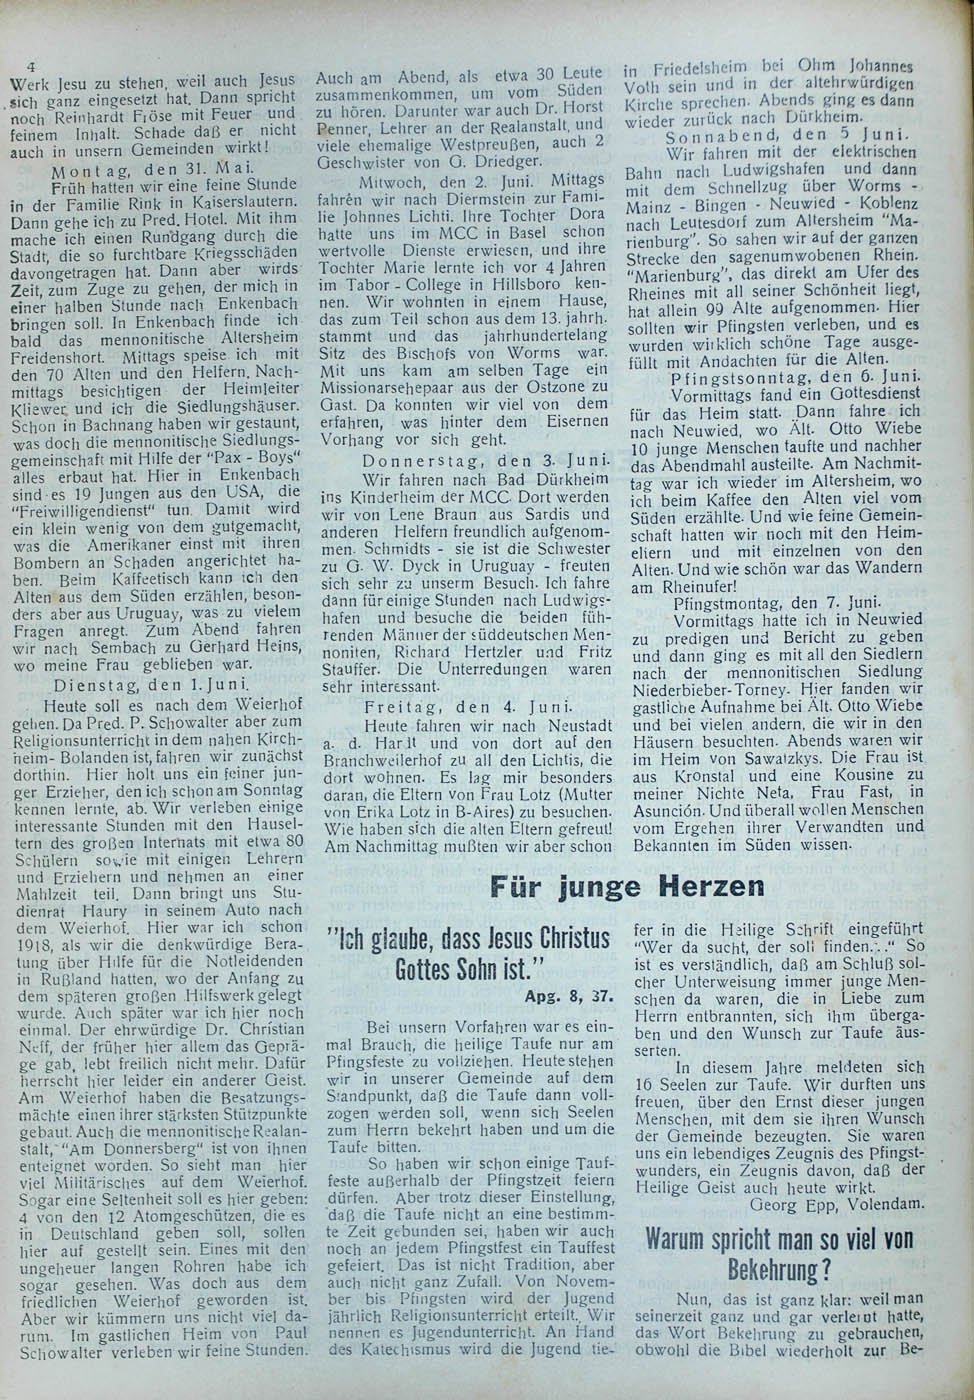 4
Werk Jesu zu stehen, weil auch Jesus
sich ganz eingesetzt hat. Dann spricht
noch Reinhardt Fröse mit Feuer und
feinem Inhalt. Schade daß er nicht
auch in unsern Gemeinden wirkt!
Montag, den 31. Mai.
Früh hatten wir eine feine Stunde
in der Familie Rink in Kaiserslautern.
Dann gehe ich zu Pred. Hotel. Mit ihm
mache ich einen Rundgang durch die
Stadt, die so furchtbare Kriegsschäden
davongetragen hat. Dann aber wirds
Zeit, zum Zuge zu gehen, der mich in
einer halben Stunde nach Enkenbach
bringen soll. In Enkenbach finde ich
bald das mennonitische Altersheim
Freidenshort. Mittags speise ich mit
den 70 Alten und den Helfern. Nach-
mittags besichtigen der Heimleiter
Kliewer und ich die Siedlungshäuser.
Schon in Bachnang haben wir gestaunt,
was doch die mennonitische Siedlungs-
gemeinschaft mit Hilfe der "Pax - Boys"
alles erbaut hat. Hier in Enkenbach
sind es 19 Jungen aus den USA, die
"Freiwilligendienst" tun. Damit wird
ein klein wenig von dem gutgemacht,
was die Amerikaner einst mit ihren
Bombern an Schaden angerichtet ha-
ben. Beim Kaffeetisch kann ich den
Alten aus dem Süden erzählen, beson-
ders aber aus Uruguay, was zu vielem
Fragen anregt. Zum Abend fahren
wir nach Sembach zu Gerhard Heins,
wo meine Frau geblieben war.
Dienstag, den 1. Juni.
Heute soll es nach dem Weierhof
gehen. Da Pred. P. Schowalter aber zum
Religionsunterricht in dem nahen Kirch-
heim- Bolanden ist, fahren wir zunächst
dorthin. Hier holt uns ein feiner jun-
ger Erzieher, den ich schon am Sonntag
kennen lernte, ab. Wir verleben einige
interessante Stunden mit den Hausel-
tern des großen Internats mit etwa 80
Schülern sowie mit einigen Lehrern
und Erziehern und nehmen an einer
Mahlzeit teil. Dann bringt uns Stu-
dienrat Haury in seinem Auto nach
dem Weierhof. Hier war ich schon
1918, als wir die denkwürdige Bera-
tung über Hilfe für die Notleidenden
in Rußland hatten, wo der Anfang zu
dem späteren großen Hilfswerk gelegt
wurde. Auch später war ich hier noch
einmal. Der ehrwürdige Dr. Christian
Neff, der früher hier allem das Geprä-
ge gab, lebt freilich nicht mehr. Dafür
herrscht hier leider ein anderer Geist.
Am Weierhof haben die Besatzungs-
mächte einen ihrer stärksten Stützpunkte
gebaut. Auch die mennonitische Realan-
stalt, "Am Donnersberg" ist von ihnen
enteignet worden. So sieht man hier
viel Militärisches auf dem Weierhof.
Sogar eine Seltenheit soll es hier geben:
4 von den 12 Atomgeschützen, die es
in Deutschland geben soll, sollen
hier auf gestellt sein. Eines mit den
ungeheuer langen Rohren habe ich
sogar gesehen. Was doch aus dem
friedlichen Weierhof geworden ist.
Aber wir kümmern uns nicht viel da-
rum. Im gastlichen Heim von Paul
Schowalter verleben wir feine Stunden.
Auch am Abend, als etwa 30 Leute
zusammenkommen, um vom Süden
zu hören. Darunter war auch Dr. Horst
Penner, Lehrer an der Realanstalt, und
viele ehemalige Westpreußen, auch 2
Geschwister von G. Driedger.
Mitwoch, den 2. Juni. Mittags
fahren wir nach Diermstein zur Fami-
lie Johnnes Lichti. Ihre Tochter Dora
hatte uns im MCC in Basel schon
wertvolle Dienste erwiesen, und ihre
Tochter Marie lernte ich vor 4 Jahren
im Tabor - College in Hillsboro ken-
nen. Wir wohnten in einem Hause,
das zum Teil schon aus dem 13. jahrh.
stammt und das jahrhundertelang
Sitz des Bischofs von Worms war.
Mit uns kam am selben Tage ein
Missionarsehepaar aus der Ostzone zu
Gast. Da konnten wir viel von dem
erfahren, was hinter dem Eisernen
Vorhang vor sich geht.
Donnerstag, den 3. Juni.
Wir fahren nach Bad Dürkheim
ins Kinderheim der MCC. Dort werden
wir von Lene Braun aus Sardis und
anderen Helfern freundlich aufgenom-
men. Schmidts - sie ist die Schwester
zu G. W. Dyck in Uruguay - freuten
sich sehr zu unserm Besuch. Ich fahre
dann für einige Stunden nach Ludwigs-
hafen und besuche die beiden füh-
renden Männer der süddeutschen Men-
noniten, Richard Hertzler und Fritz
Stauffer. Die Unterredungen waren
sehr interessant.
Freitag, den 4. Juni.
Heute fahren wir nach Neustadt
a. d. Hardt und von dort auf den
Branchweilerhof zu all den Lichtis, die
dort wohnen. Es lag mir besonders
daran, die Eltern von Frau Lotz (Mutter
von Erika Lotz in B-Aires) zu besuchen.
Wie haben sich die alten Eltern gefreut!
Am Nachmittag mußten wir aber schon
in Friedelsheim bei Ohm Johannes
Voth sein und in der altehrwürdigen
Kirche sprechen. Abends ging es dann
wieder zurück nach Dürkheim.
Sonnabend, den 5 Juni.
Wir fahren mit der elektrischen
Bahn nach Ludwigshafen und dann
mit dem Schnellzug über Worms -
Mainz - Bingen - Neuwied - Koblenz
nach Leutesdorf zum Altersheim "Ma-
rienburg". So sahen wir auf der ganzen
Strecke den sagenumwobenen Rhein.
"Marienburg", das direkt am Ufer des
Rheines mit all seiner Schönheit liegt,
hat allein 99 Alte aufgenommen. Hier
sollten wir Pfingsten verleben, und es
wurden wirklich schöne Tage ausge-
füllt mit Andachten für die Alten.
Pfingstsonntag, den 6. Juni.
Vormittags fand ein Gottesdienst
für das Heim statt. Dann fahre ich
nach Neuwied, wo Ält. Otto Wiebe
10 junge Menschen taufte und nachher
das Abendmahl austeilte. Am Nachmit-
tag war ich wieder im Altersheim, wo
ich beim Kaffee den Alten viel vom
Süden erzählte. Und wie feine Gemein-
schaft hatten wir noch mit den Heim-
eltern und mit einzelnen von den
Alten. Und wie schön war das Wandern
am Rheinufer!
Pfingstmontag, den 7. Juni.
Vormittags hatte ich in Neuwied
zu predigen und Bericht zu geben
und dann ging es mit all den Siedlern
nach der mennonitischen Siedlung
Niederbieber-Torney. Hier fanden wir
gastliche Aufnahme bei Ält. Otto Wiebe
und bei vielen andern, die wir in den
Häusern besuchten. Abends waren wir
im Heim von Sawatzkys. Die Frau ist
aus Kronstal und eine Kousine zu
meiner Nichte Neta, Frau Fast, in
Asunción. Und überall wollen Menschen
vom Ergehen ihrer Verwandten und
Bekannten im Süden wissen.
Für junge Herzen
"Ich glaube, dass Jesus Christus
Gottes Sohn ist."
Apg. 8, 37.
Bei unsern Vorfahren war es ein-
mal Brauch, die heilige Taufe nur am
Pfingsfeste zu vollziehen. Heute stehen
wir in unserer Gemeinde auf dem
Standpunkt, daß die Taufe dann voll-
zogen werden soll, wenn sich Seelen
zum Herrn bekehrt haben und um die
Taufe bitten.
So haben wir schon einige Tauf-
feste außerhalb der Pfingstzeit feiern
dürfen. Aber trotz dieser Einstellung,
daß die Taufe nicht an eine bestimm-
te Zeit gebunden sei, haben wir auch
noch an jedem Pfingstfest ein Tauffest
gefeiert. Das ist nicht Tradition, aber
auch nicht ganz Zufall. Von Novem-
ber bis Pfingsten wird der Jugend
jährlich Religionsunterricht erteilt. Wir
nennen es Jugendunterricht. An Hand
des Katechismus wird die Jugend tie-
fer in die Heilige Schrift eingeführt
"Wer da sucht, der soll finden..." So
ist es verständlich, daß am Schluß sol-
cher Unterweisung immer junge Men-
schen da waren, die in Liebe zum
Herrn entbrannten, sich ihm überga-
ben und den Wunsch zur Taufe äus-
serten.
In diesem Jahre meldeten sich
16 Seelen zur Taufe. Wir durften uns
freuen, über den Ernst dieser jungen
Menschen, mit dem sie ihren Wunsch
der Gemeinde bezeugten. Sie waren
uns ein lebendiges Zeugnis des Pfingst-
wunders, ein Zeugnis davon, daß der
Heilige Geist auch heute wirkt.
Georg Epp, Volendam.
Warum spricht man so viel von
Bekehrung?
Nun, das ist ganz klar: weil man
seinerzeit ganz und gar verlernt hatte,
das Wort Bekehrung zu gebrauchen,
obwohl die Bibel wiederholt zur Be-